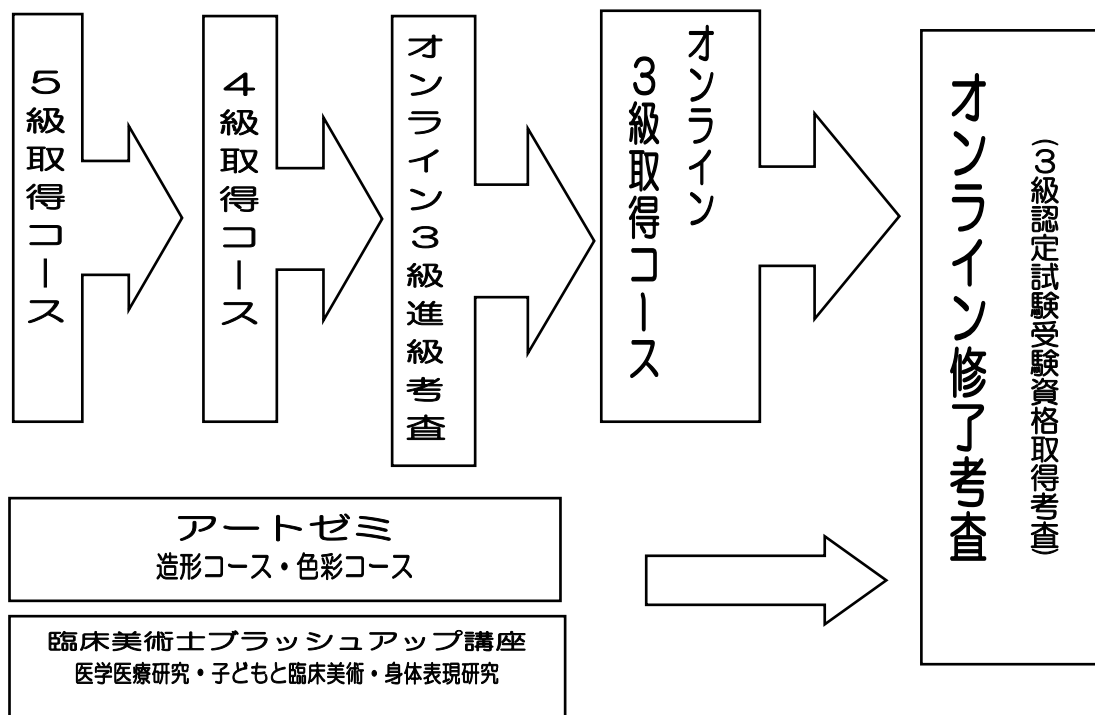 5級取得コース
4級取得コース
オンライン3級進級考査
オンライン
3級取得コース
オンライン修了考査
(3級認定試験受験資格取得考査)
アートゼミ
造形コース・色彩コース
臨床美術士ブラッシュアップ講座
医学医療研究・子どもと臨床美術・身体表現研究